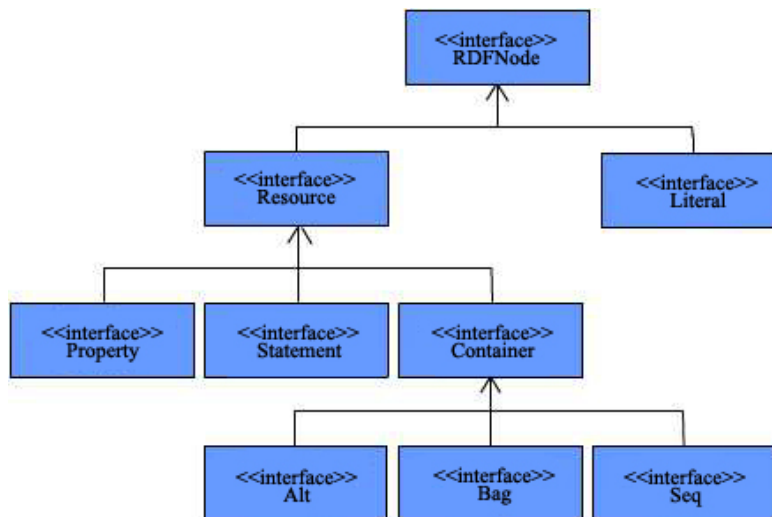 <<interface>>
RDFNode
<<interface>>
Resource
<<interface>>
Literal
<<interface>>
Property
<<interface>>
Statement
<<interface>>
Container
<<interface>>
Alt
<<interface>>
Bag
<<interface>>
Seq